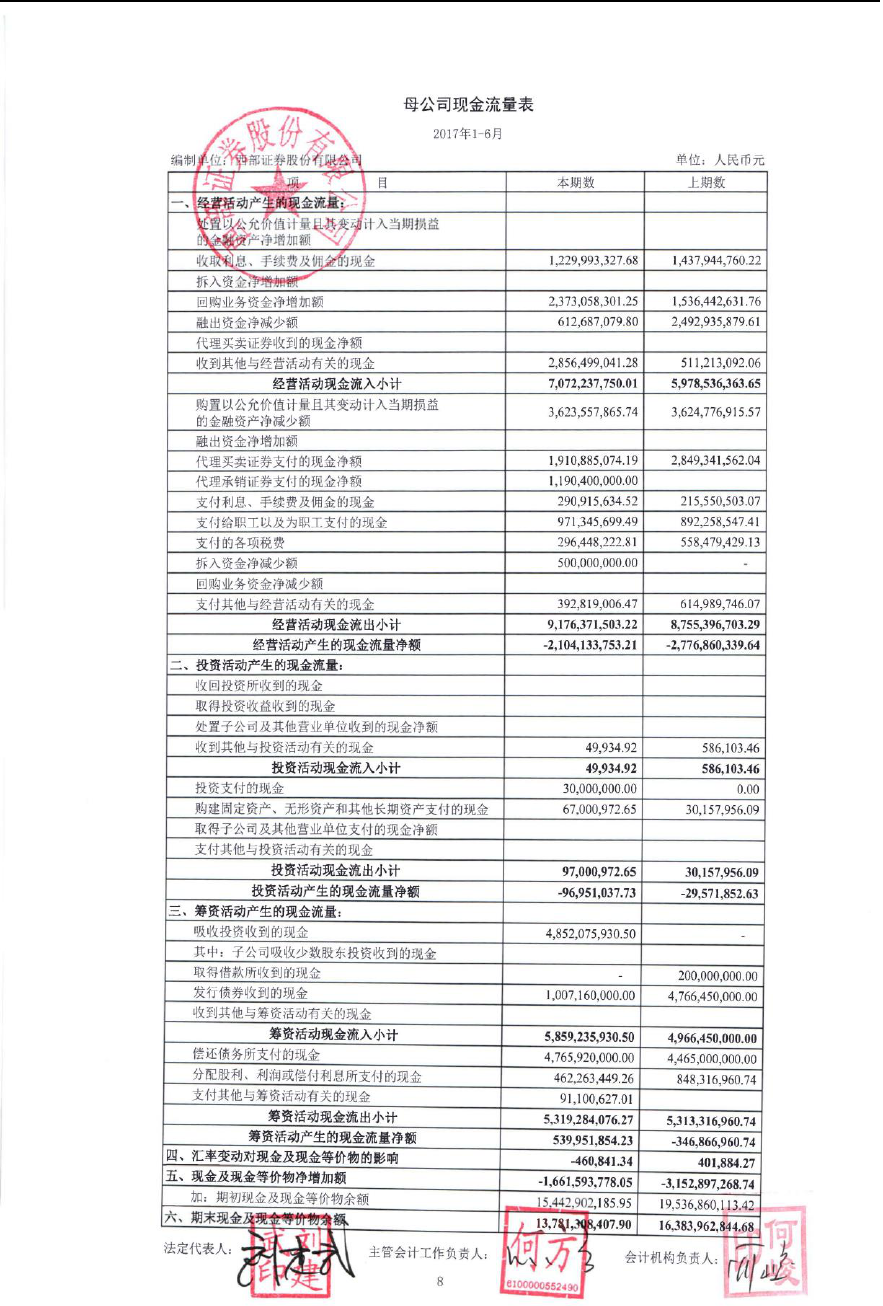 母公司现金流量表
2017年1-6月
编制单位：西部证券股份有限公司 单位：人民币元
项 目 本期数 上期数
一、经营活动产生的现金流量：
处置以公允价值计量且其变动计入当期损益
的金融资产净增加额
收取利息、手续费及佣金的现金 1,229,993,327.68 1,437,944,760.22
拆入资金净增加额
回购业务资金净增加额 2,373,058,301.25 1,536,442,631.76
融出资金净减少额 612,687,079.80 2,492,935,879.61
代理买卖证券收到的现金净额
收到其他与经营活动有关的现金 2,856,499,041.28 511,213,092.06
经营活动现金流入小计 7,072,237,750.01 5,978,536,363.65
购置以公允价值计量且其变动计入当期损益
的金融资产净减少额 3,623,557,865.74 3,624,776,915.57
融出资金净增加额
代理买卖证券支付的现金净额 1,910,885,074.19 2,849,341,562.04
代理承销证券支付的现金净额 1,190,400,000.00
支付利息、手续费及佣金的现金 290,915,634.52 215,550,503.07
支付给职工以及为职工支付的现金 971,345,699.49 892,258,547.41
支付的各项税费 296,448,222.81 558,479,429.13
拆入资金净减少额 500,000,000.00 -
回购业务资金净减少额
支付其他与经营活动有关的现金 392,819,006.47 614,989,746.07
经营活动现金流出小计 9,176,371,503.22 8,755,396,703.29
经营活动产生的现金流量净额 -2,104,133,753.21 -2,776,860,339.64
二、投资活动产生的现金流量：
收回投资所收到的现金
取得投资收益收到的现金
处置子公司及其他营业单位收到的现金净额
收到其他与投资活动有关的现金 49,934.92 586,103.46
投资活动现金流入小计 49,934.92 586,103.46
投资支付的现金 30,000,000.00 0.00
购建固定资产、无形资产和其他长期资产支付的现金 67,000,972.65 30,157,956.09
取得子公司及其他营业单位支付的现金净额
支付其他与投资活动有关的现金
投资活动现金流出小计 97,000,972.65 30,157,956.09
投资活动产生的现金流量净额 -96,951,037.73 -29,571,852.63
三、筹资活动产生的现金流量：
吸收投资收到的现金 4,852,075,930.50 -
其中：子公司吸收少数股东投资收到的现金
取得借款所收到的现金 - 200,000,000.00
发行债券收到的现金 1,007,160,000.00 4,766,450,000.00
收到其他与筹资活动有关的现金
筹资活动现金流入小计 5,859,235,930.50 4,966,450,000.00
偿还债务所支付的现金 4,765,920,000.00 4,465,000,000.00
分配股利、利润或偿付利息所支付的现金 462,263,449.26 848,316,960.74
支付其他与筹资活动有关的现金 91,100,627.01
筹资活动现金流出小计 5,319,284,076.27 5,313,316,960.74
筹资活动产生的现金流量净额 539,951,854.23 -346,866,960.74
四、汇率变动对现金及现金等价物的影响 -460,841.34 401,884.27
五、现金及现金等价物净增加额 -1,661,593,778.05 -3,152,897,268.74
加：期初现金及现金等价物余额 15,442,902,185.95 19,536,860,113.42
六、期末现金及现金等价物余额 13,781,308,407.90 16,383,962,844.68
法定代表人： 主管会计工作负责人： 会计机构负责人：
刘建武印
何方
6100000552490
何峻印
8